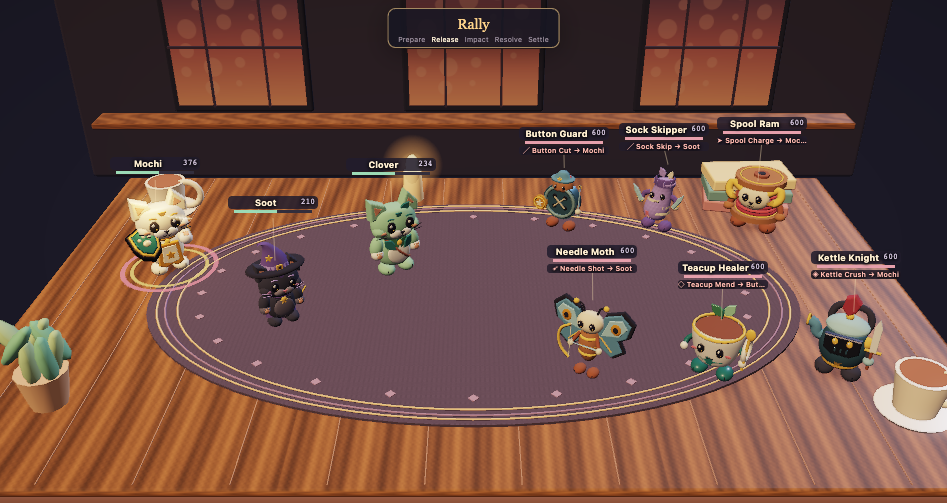 Rally
Prepare Release Impact Resolve Settle
Mochi 376
Clover 234
Soot 210
Button Guard 600
Button Cut → Mochi
Sock Skipper 600
Sock Skip → Soot
Spool Ram 600
Spool Charge → Moc...
Needle Moth 600
Needle Shot → Soot
Teacup Healer 600
Teacup Mend → But...
Kettle Knight 600
Kettle Crush → Mochi